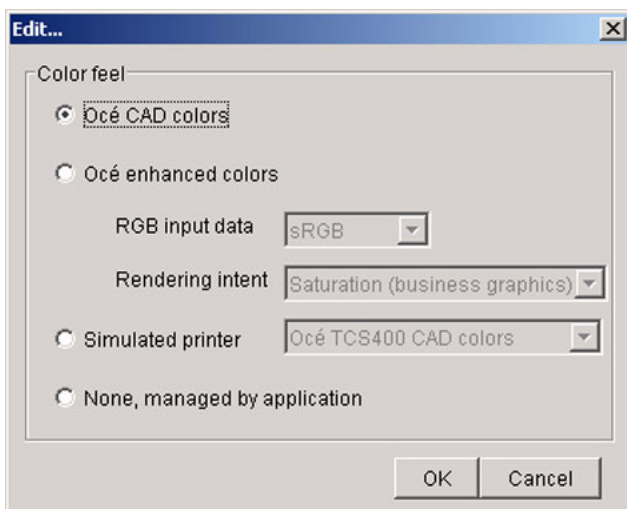 Edit...
Color feel
Océ CAD colors
Océ enhanced colors
RGB input data sRGB
Rendering intent Saturation (business graphics)
Simulated printer Océ TCS400 CAD colors
None, managed by application
OK Cancel